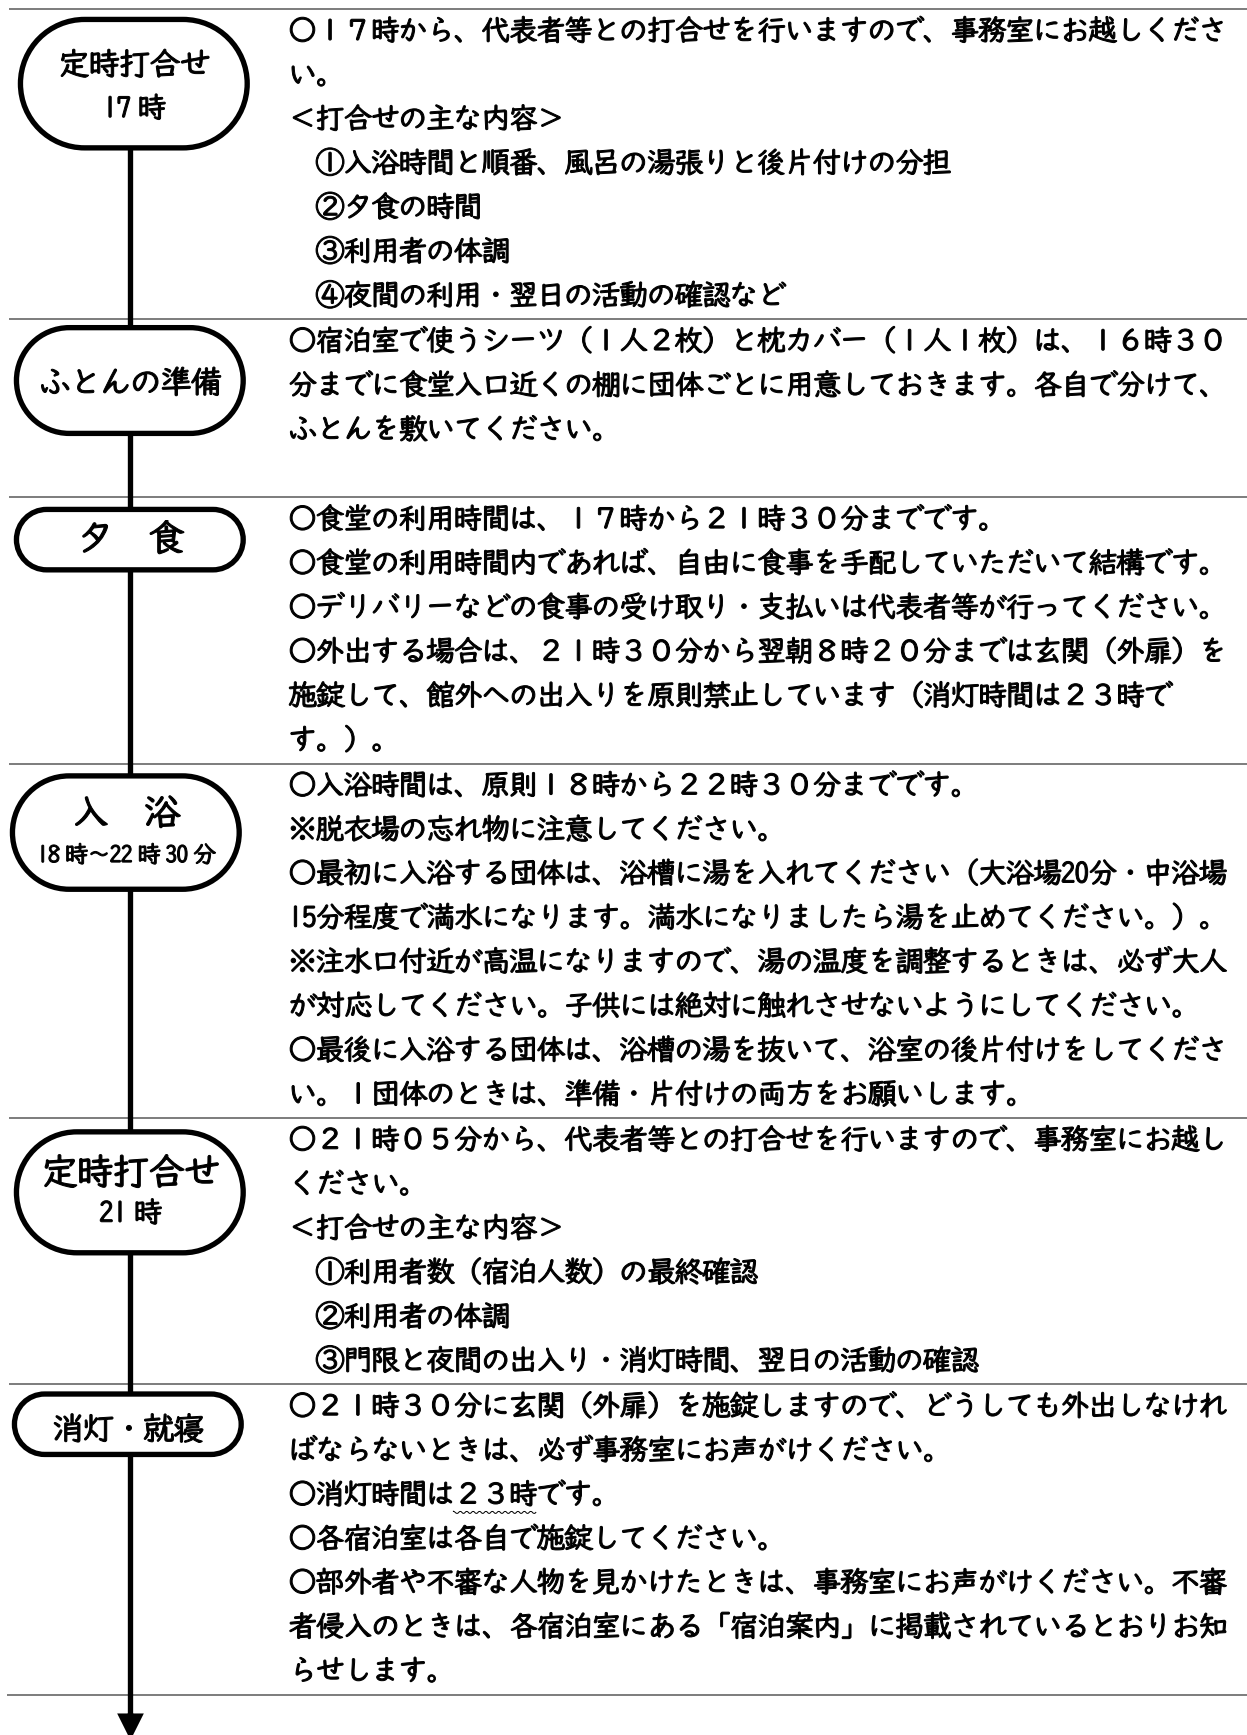 定時打合せ
17時
〇１７時から、代表者等との打合せを行いますので、事務室にお越しくださ
い。
＜打合せの主な内容＞
①入浴時間と順番、風呂の湯張りと後片付けの分担
②夕食の時間
③利用者の体調
④夜間の利用・翌日の活動の確認など
ふとんの準備
〇宿泊室で使うシーツ（１人２枚）と枕カバー（１人１枚）は、１６時３０
分までに食堂入口近くの棚に団体ごとに用意しておきます。各自で分けて、
ふとんを敷いてください。
夕　食
〇食堂の利用時間は、１７時から２１時３０分までです。
〇食堂の利用時間内であれば、自由に食事を手配していただいて結構です。
〇デリバリーなどの食事の受け取り・支払いは代表者等が行ってください。
〇外出する場合は、２１時３０分から翌朝８時２０分までは玄関（外扉）を
施錠して、館外への出入りを原則禁止しています（消灯時間は２３時で
す。）。
入　浴
18時～22時30分
〇入浴時間は、原則１８時から２２時３０分までです。
※脱衣場の忘れ物に注意してください。
〇最初に入浴する団体は、浴槽に湯を入れてください（大浴場20分・中浴場
15分程度で満水になります。満水になりましたら湯を止めてください。）。
※注水口付近が高温になりますので、湯の温度を調整するときは、必ず大人
が対応してください。子供には絶対に触れさせないようにしてください。
〇最後に入浴する団体は、浴槽の湯を抜いて、浴室の後片付けをしてくださ
い。１団体のときは、準備・片付けの両方をお願いします。
定時打合せ
21時
〇２１時０５分から、代表者等との打合せを行いますので、事務室にお越し
ください。
＜打合せの主な内容＞
①利用者数（宿泊人数）の最終確認
②利用者の体調
③門限と夜間の出入り・消灯時間、翌日の活動の確認
消灯・就寝
〇２１時３０分に玄関（外扉）を施錠しますので、どうしても外出しなけれ
ばならないときは、必ず事務室にお声がけください。
〇消灯時間は２３時です。
〇各宿泊室は各自で施錠してください。
〇部外者や不審な人物を見かけたときは、事務室にお声がけください。不審
者侵入のときは、各宿泊室にある「宿泊案内」に掲載されているとおりお知
らせします。